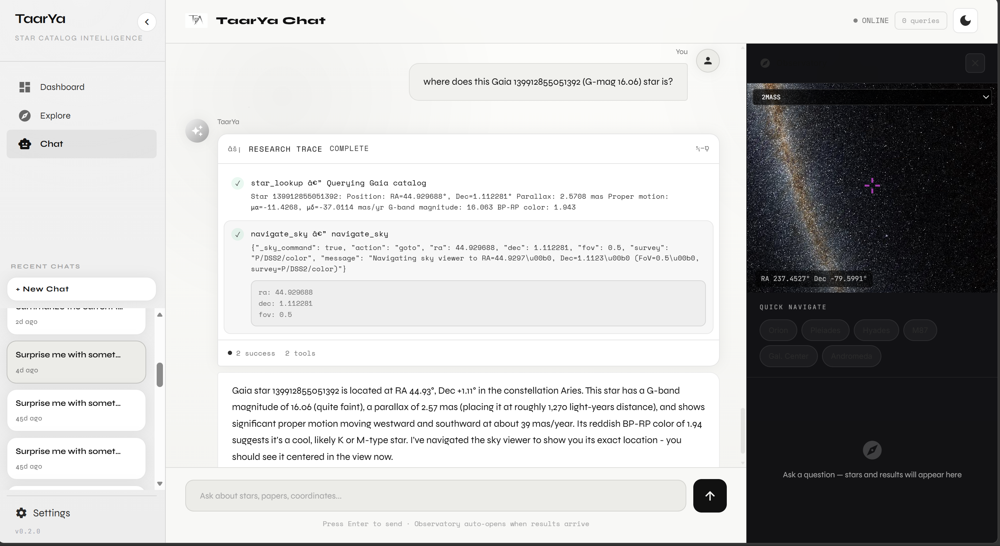 TaarYa
STAR CATALOG INTELLIGENCE
Dashboard
Explore
Chat
RECENT CHATS
+ New Chat
Summarize the current f...
2d ago
Surprise me with somet...
4d ago
Surprise me with somet...
45d ago
Surprise me with somet...
45d ago
Settings
v0.2.0
TaarYa Chat
ONLINE
0 queries
You
where does this Gaia 139912855051392 (G-mag 16.06) star is?
TaarYa
âš¡ RESEARCH TRACE COMPLETE
star_lookup â€” Querying Gaia catalog
Star 139912855051392: Position: RA=44.929688°, Dec=1.112281° Parallax: 2.5708 mas Proper motion:
μα=-11.4268, μδ=-37.0114 mas/yr G-band magnitude: 16.063 BP-RP color: 1.943
navigate_sky â€” navigate_sky
{"_sky_command": true, "action": "goto", "ra": 44.929688, "dec": 1.112281, "fov": 0.5, "survey":
"P/DSS2/color", "message": "Navigating sky viewer to RA=44.9297\u00b0, Dec=1.1123\u00b0 (FoV=0.5\u00b0,
survey=P/DSS2/color)"}
ra: 44.929688
dec: 1.112281
fov: 0.5
2 success 2 tools
Gaia star 139912855051392 is located at RA 44.93°, Dec +1.11° in the constellation Aries. This star has a G-band
magnitude of 16.06 (quite faint), a parallax of 2.57 mas (placing it at roughly 1,270 light-years distance), and shows
significant proper motion moving westward and southward at about 39 mas/year. Its reddish BP-RP color of 1.94
suggests it's a cool, likely K or M-type star. I've navigated the sky viewer to show you its exact location - you
should see it centered in the view now.
Ask about stars, papers, coordinates...
Press Enter to send · Observatory auto-opens when results arrive
2MASS
RA 237.4527° Dec -79.5991°
QUICK NAVIGATE
Orion
Pleiades
Hyades
M87
Gal. Center
Andromeda
Ask a question — stars and results will appear here